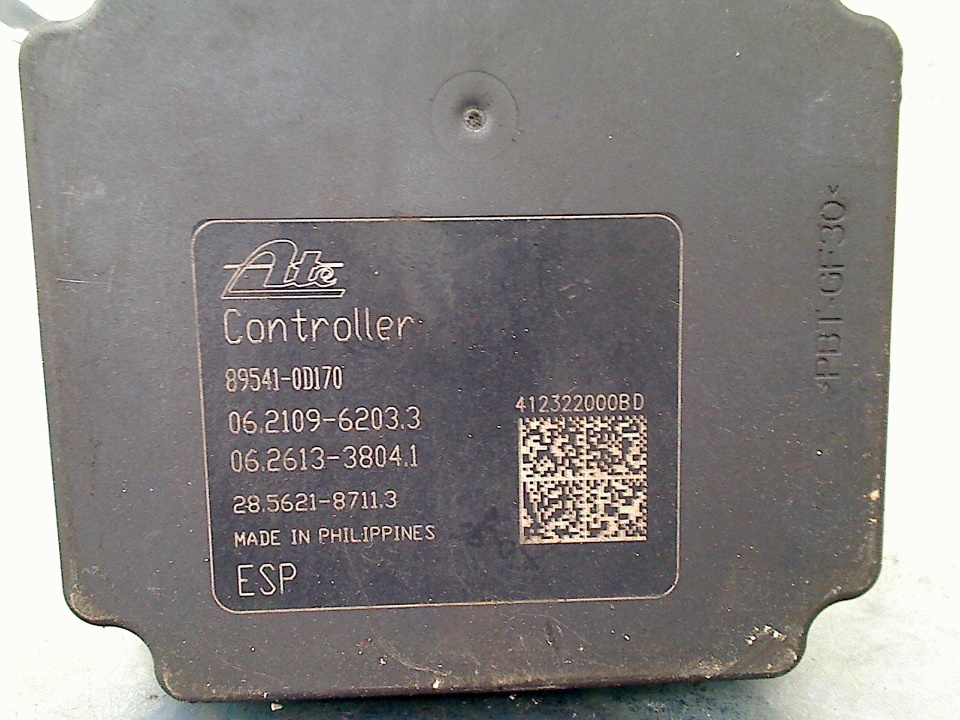 Ate
Controller
89541-0D170
06.2109-6203.3
06.2613-3804.1
28.5621-8711.3
MADE IN PHILIPPINES
ESP
412322000BD
>PBT-GF30<